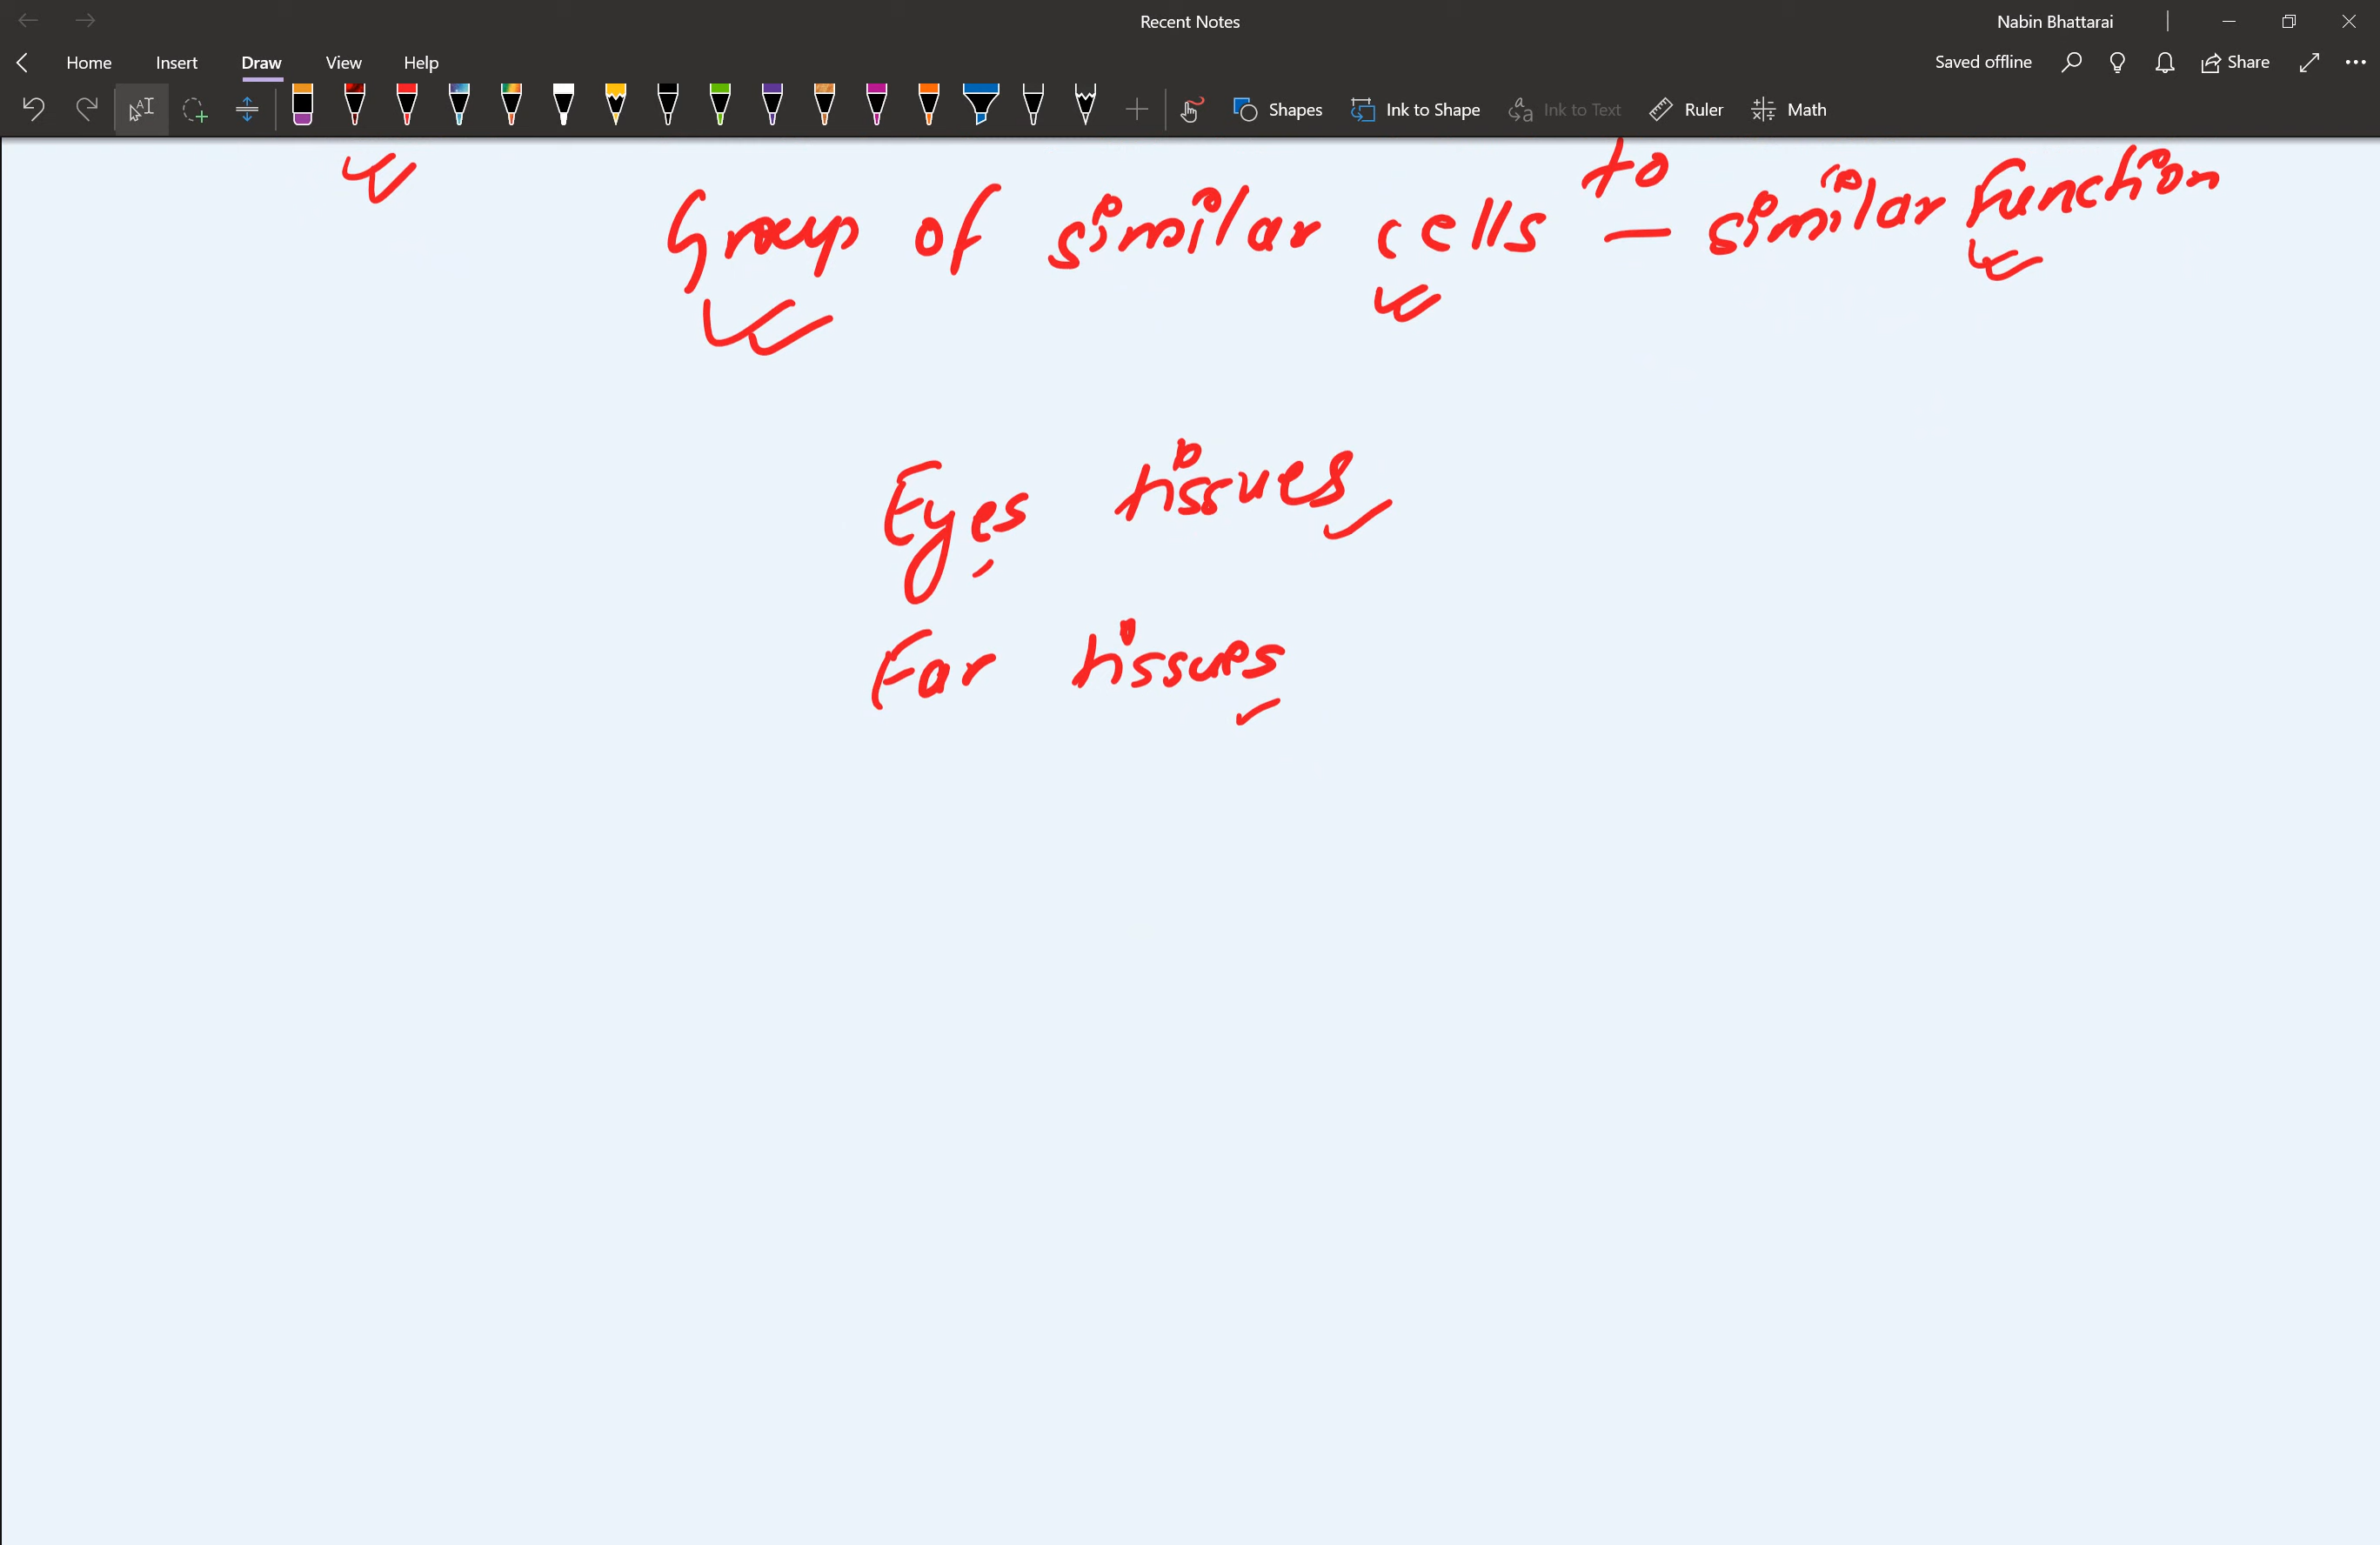 Recent Notes
Nabin Bhattarai
Home Insert Draw View Help
Saved offline
Share
Shapes
Ink to Shape
Ink to Text
Ruler
Math
to
Group of similar cells — similar function
Eyes tissues
Ear tissues